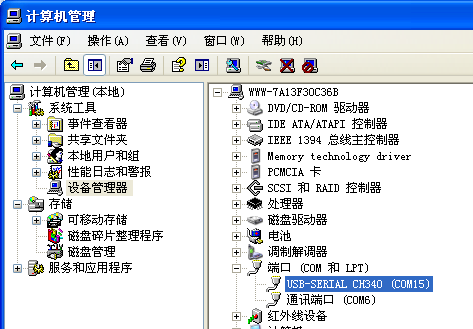 计算机管理
文件(F) 操作(A) 查看(V) 窗口(W) 帮助(H)
计算机管理(本地)
系统工具
事件查看器
共享文件夹
本地用户和组
性能日志和警报
设备管理器
存储
可移动存储
磁盘碎片整理程序
磁盘管理
服务和应用程序
WWW-7A13F30C36B
DVD/CD-ROM 驱动器
IDE ATA/ATAPI 控制器
IEEE 1394 总线主控制器
Memory technology driver
PCMCIA 卡
SCSI 和 RAID 控制器
处理器
磁盘驱动器
电池
调制解调器
端口 (COM 和 LPT)
USB-SERIAL CH340 (COM15)
通讯端口 (COM6)
红外线设备